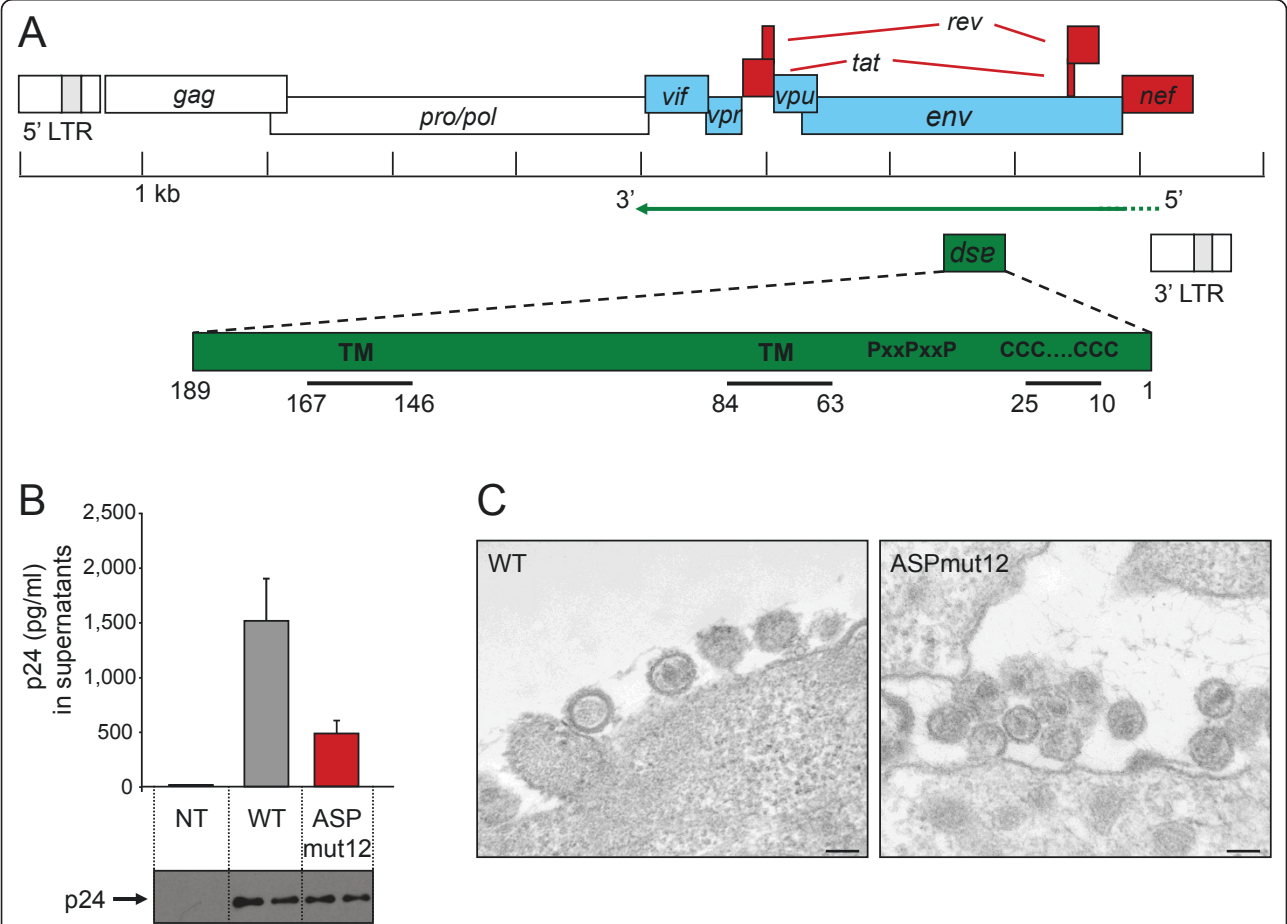 A
rev
tat
gag
pro/pol
vif
vpr
vpu
env
nef
5' LTR
1 kb
3'
5'
asp
3' LTR
TM
TM
PxxPxxP
CCC....CCC
189
167
146
84
63
25
10
1
B
p24 (pg/ml)
in supernatants
2,500
2,000
1,500
1,000
500
0
NT
WT
ASP
mut12
p24
C
WT
ASPmut12